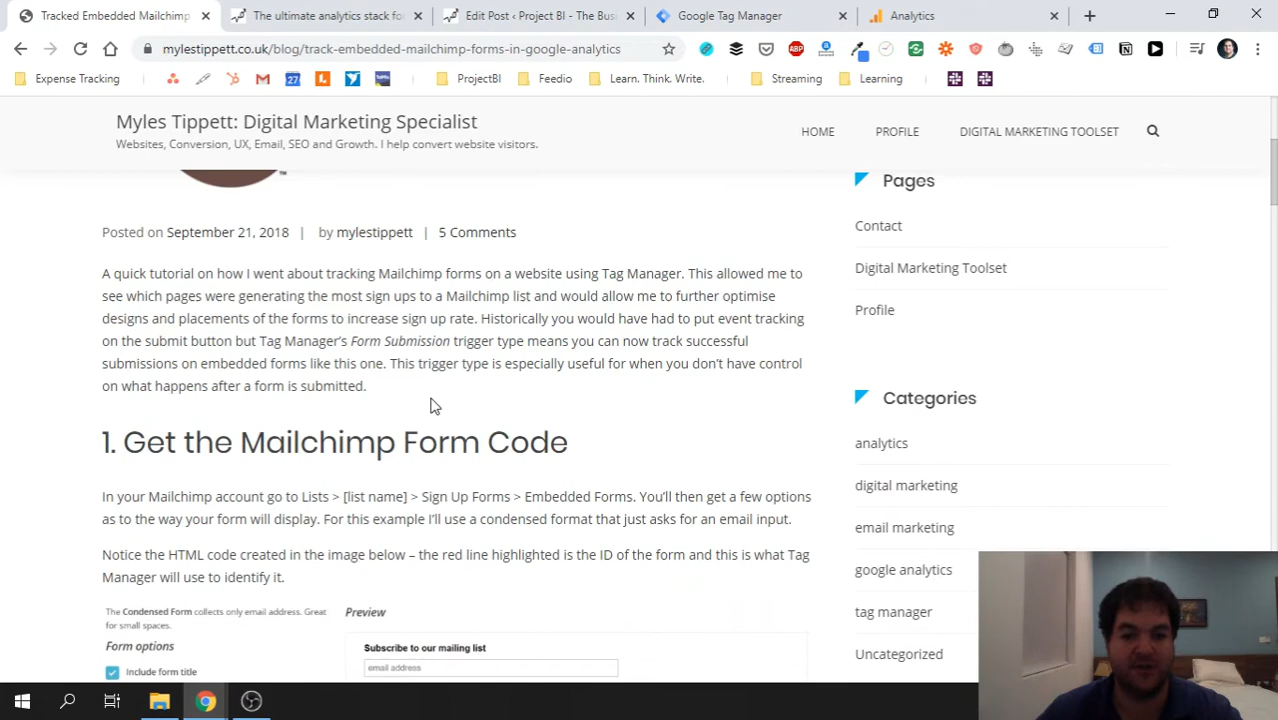 Tracked Embedded Mailchimp
The ultimate analytics stack for
Edit Post ‹ Project BI - The Busi
Google Tag Manager
Analytics
mylestippett.co.uk/blog/track-embedded-mailchimp-forms-in-google-analytics
Expense Tracking
27
ProjectBI
Feedio
Learn. Think. Write.
Streaming
Learning
Myles Tippett: Digital Marketing Specialist
Websites, Conversion, UX, Email, SEO and Growth. I help convert website visitors.
HOME
PROFILE
DIGITAL MARKETING TOOLSET
Posted on September 21, 2018 | by mylestippett | 5 Comments
A quick tutorial on how I went about tracking Mailchimp forms on a website using Tag Manager. This allowed me to
see which pages were generating the most sign ups to a Mailchimp list and would allow me to further optimise
designs and placements of the forms to increase sign up rate. Historically you would have had to put event tracking
on the submit button but Tag Manager's Form Submission trigger type means you can now track successful
submissions on embedded forms like this one. This trigger type is especially useful for when you don't have control
on what happens after a form is submitted.
1. Get the Mailchimp Form Code
In your Mailchimp account go to Lists > [list name] > Sign Up Forms > Embedded Forms. You'll then get a few options
as to the way your form will display. For this example I'll use a condensed format that just asks for an email input.
Notice the HTML code created in the image below – the red line highlighted is the ID of the form and this is what Tag
Manager will use to identify it.
The Condensed Form collects only email address. Great
for small spaces.
Form options
Include form title
Preview
Subscribe to our mailing list
email address
Pages
Contact
Digital Marketing Toolset
Profile
Categories
analytics
digital marketing
email marketing
google analytics
tag manager
Uncategorized